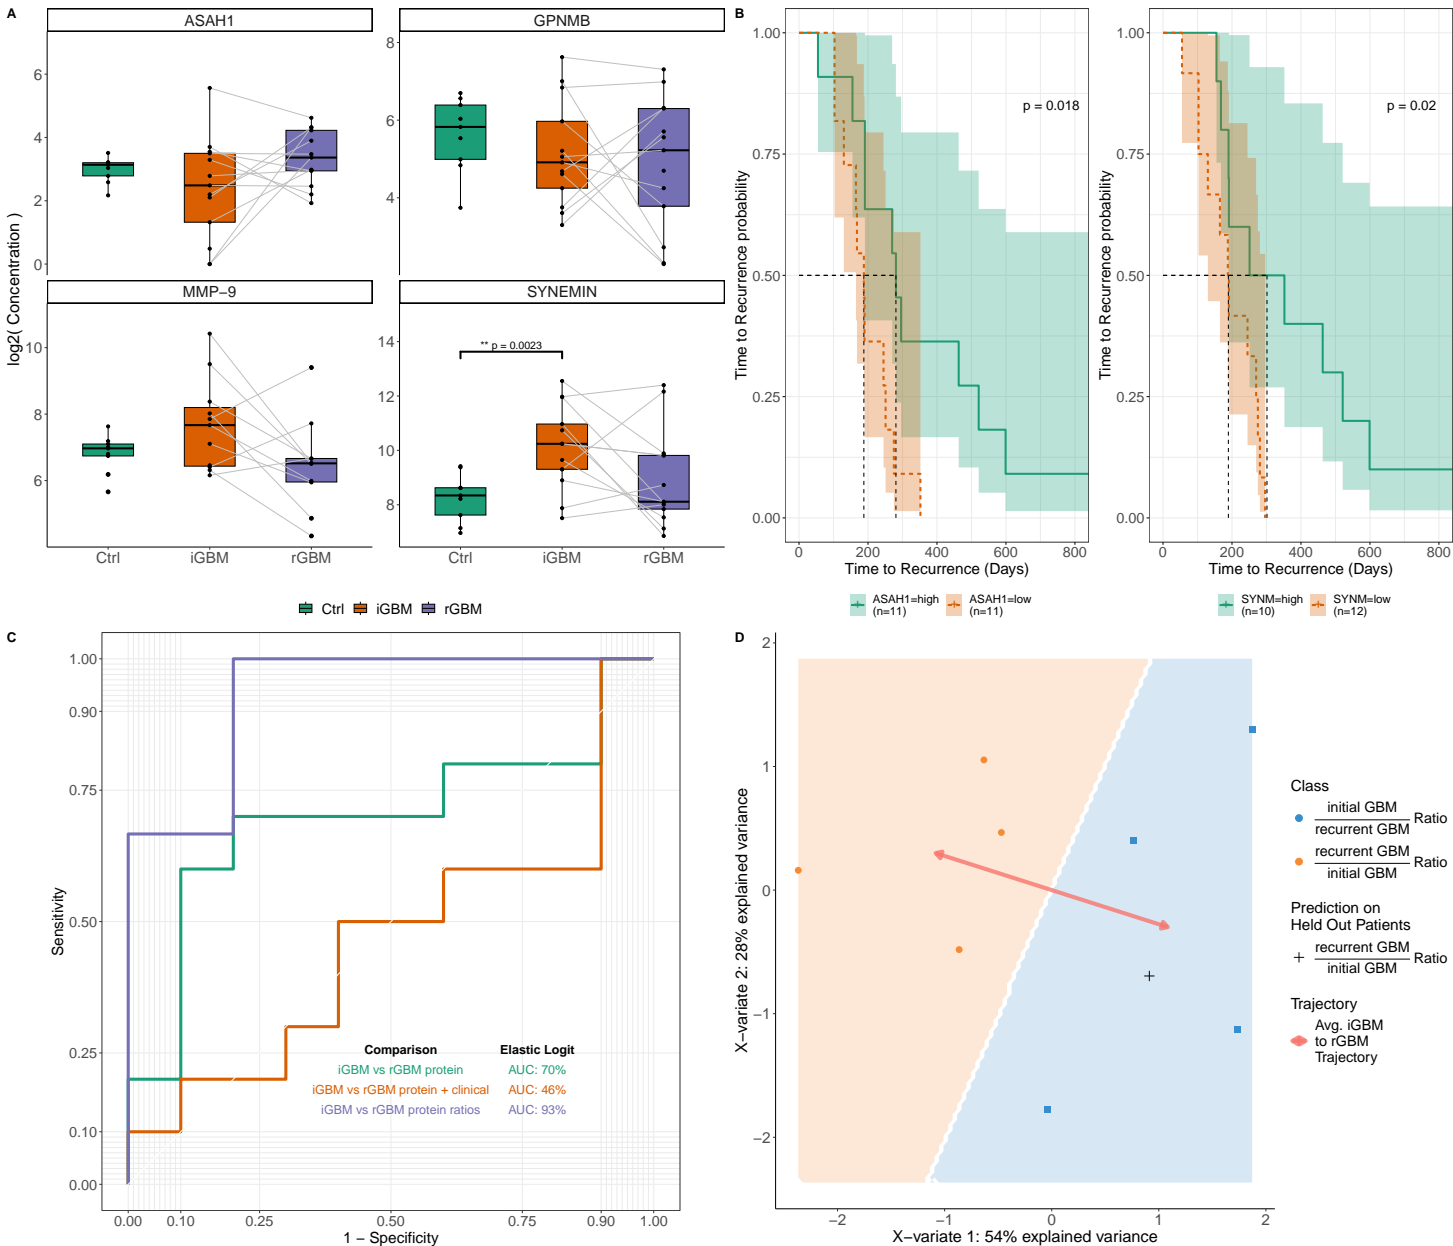 A
ASAH1
GPNMB
MMP−9
SYNEMIN
** p = 0.0023
log2( Concentration )
6
4
2
0
8
6
4
10
8
6
14
12
10
8
Ctrl
iGBM
rGBM
Ctrl
iGBM
rGBM
Ctrl
iGBM
rGBM
B
Time to Recurrence probability
1.00
0.75
0.50
0.25
0.00
p = 0.018
0
200
400
600
800
Time to Recurrence (Days)
ASAH1=high
(n=11)
ASAH1=low
(n=11)
Time to Recurrence probability
1.00
0.75
0.50
0.25
0.00
p = 0.02
0
200
400
600
800
Time to Recurrence (Days)
SYNM=high
(n=10)
SYNM=low
(n=12)
C
Sensitivity
1.00
0.90
0.75
0.50
0.25
0.10
0.00
Comparison Elastic Logit
iGBM vs rGBM protein AUC: 70%
iGBM vs rGBM protein + clinical AUC: 46%
iGBM vs rGBM protein ratios AUC: 93%
0.00
0.10
0.25
0.50
0.75
0.90
1.00
1 − Specificity
D
X−variate 2: 28% explained variance
2
1
0
−1
−2
−2
−1
0
1
2
X−variate 1: 54% explained variance
Class
initial GBM
recurrent GBM
Ratio
recurrent GBM
initial GBM
Ratio
Prediction on
Held Out Patients
recurrent GBM
initial GBM
Ratio
Trajectory
Avg. iGBM
to rGBM
Trajectory